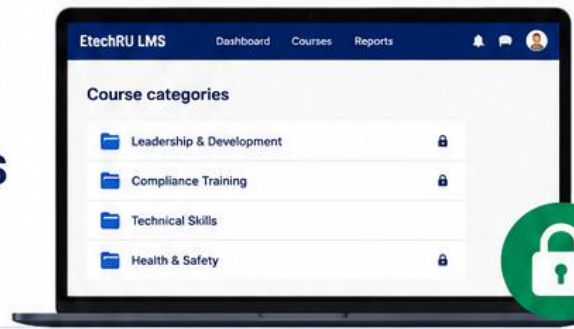 EtechRU LMS Dashboard Courses Reports
Course categories
Leadership & Development
Compliance Training
Technical Skills
Health & Safety
s